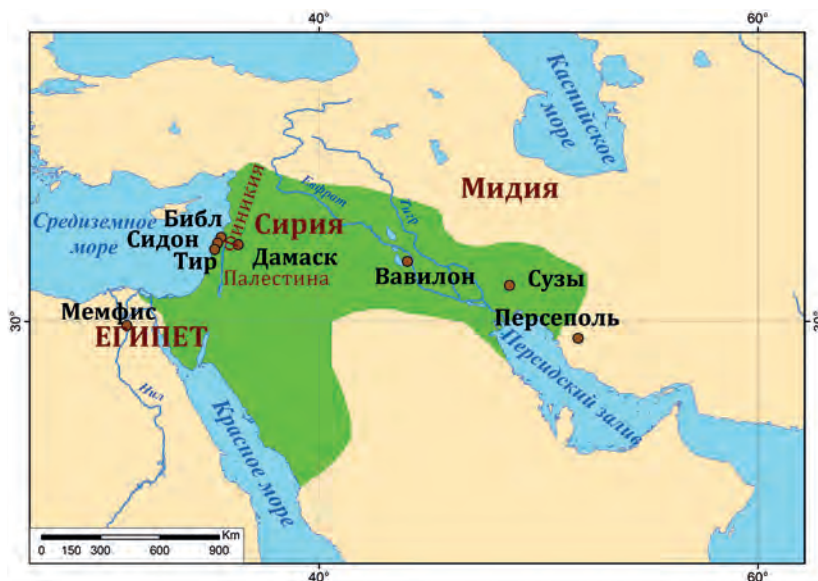 40°
60°
Каспийское
море
Мидия
Финикия
Евфрат
Тигр
Средиземное
море
Библ
Сирия
Сидон
Тир
Дамаск
Палестина
Вавилон
Сузы
Мемфис
ЕГИПЕТ
Персеполь
30°
30°
Персидский залив
Нил
Красное море
Km
0 150 300 600 900
40°
60°